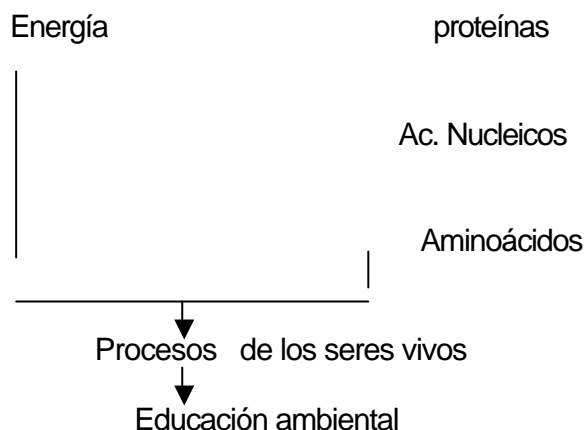 Energía proteínas
Ac. Nucleicos
Aminoácidos
Procesos de los seres vivos
Educación ambiental